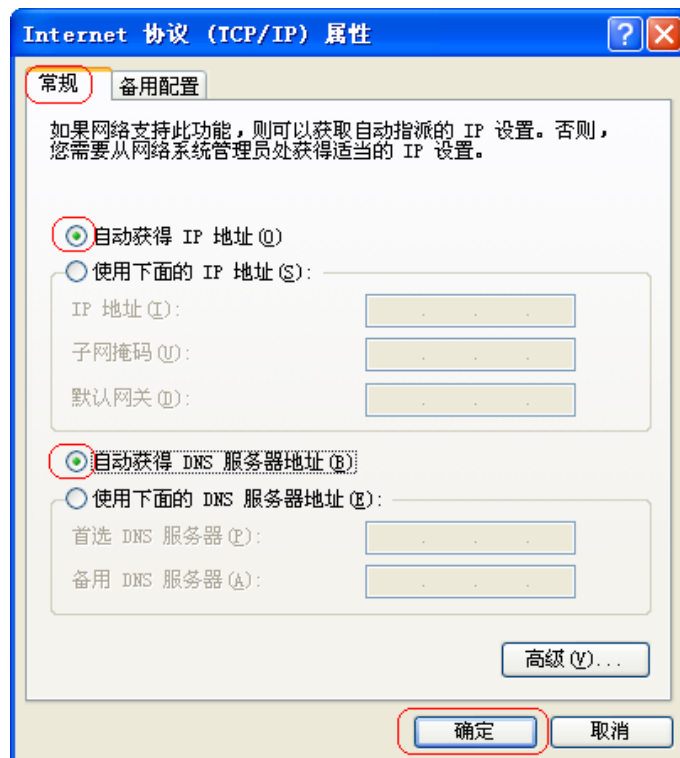 Internet 协议 (TCP/IP) 属性
常规 备用配置
如果网络支持此功能，则可以获取自动指派的 IP 设置。否则，
您需要从网络系统管理员处获得适当的 IP 设置。
自动获得 IP 地址(O)
使用下面的 IP 地址(S):
IP 地址(I):
子网掩码(U):
默认网关(D):
自动获得 DNS 服务器地址(B)
使用下面的 DNS 服务器地址(E):
首选 DNS 服务器(P):
备用 DNS 服务器(A):
高级(V)...
确定 取消